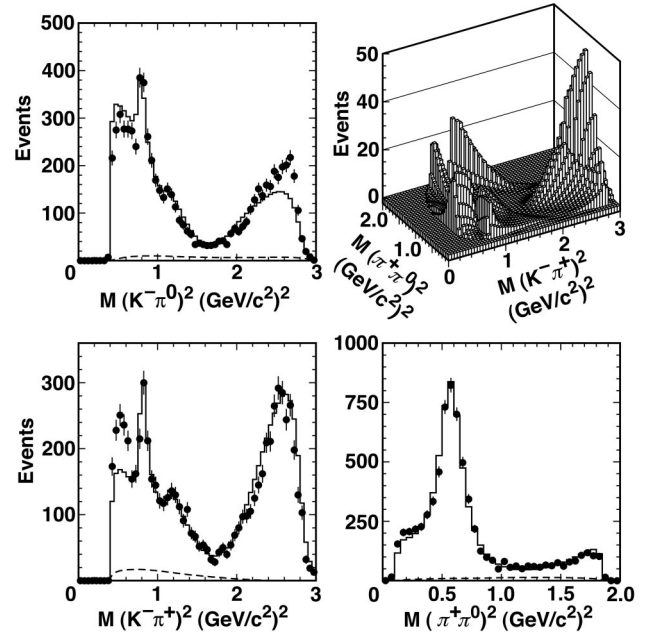 500
400
300
200
100
0
Events
0 1 2 3
M (K⁻π⁰)² (GeV/c²)²
50
40
20
0
Events
2.0
1.0
0
M (π⁺π⁰)²
(GeV/c²)²
0
1
2
3
M (K⁻π⁺)²
(GeV/c²)²
300
200
100
0
Events
0 1 2 3
M (K⁻π⁺)² (GeV/c²)²
1000
750
500
250
0
0 0.5 1.0 1.5 2.0
M (π⁺π⁰)² (GeV/c²)²